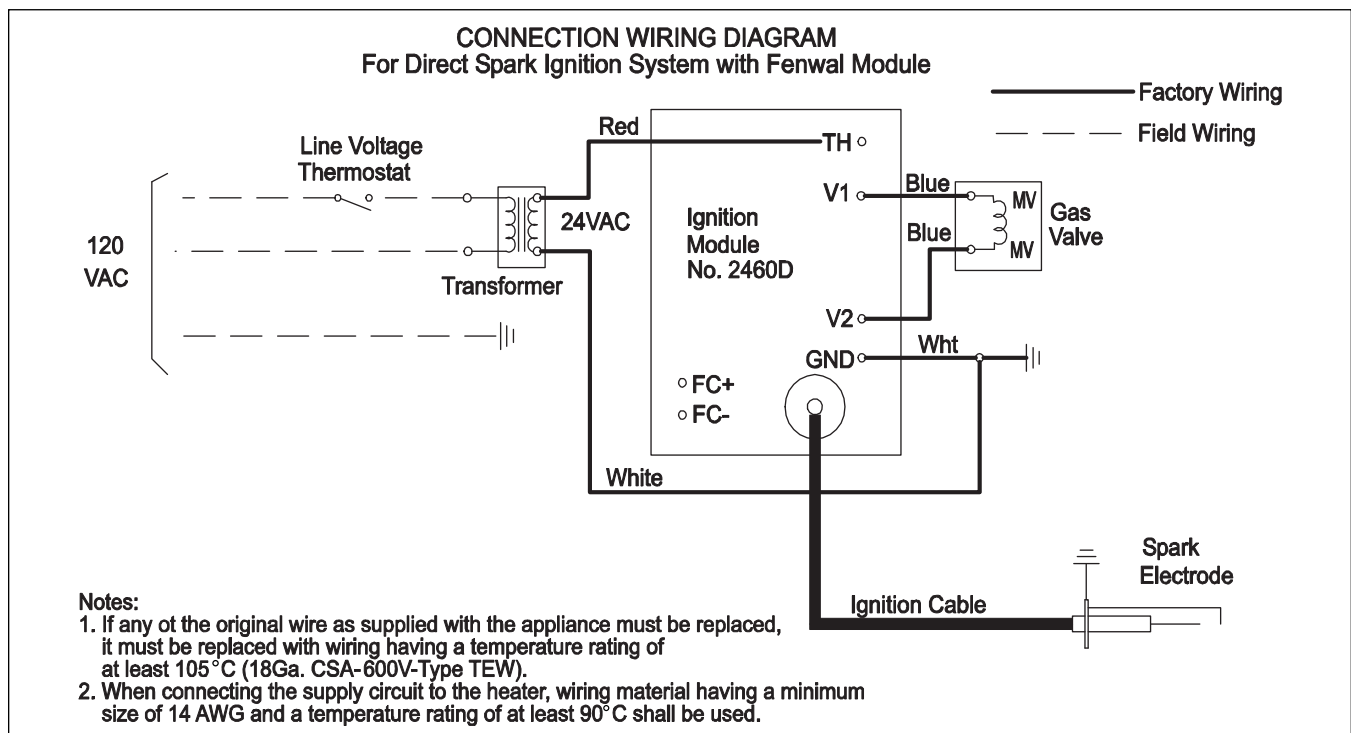 CONNECTION WIRING DIAGRAM
For Direct Spark Ignition System with Fenwal Module
Factory Wiring
Field Wiring
Line Voltage
Thermostat
120
VAC
Transformer
24VAC
Red
TH
V1
Ignition
Module
No. 2460D
V2
GND
FC+
FC-
Blue
Blue
MV
MV
Gas
Valve
Wht
White
Ignition Cable
Spark
Electrode
Notes:
1. If any ot the original wire as supplied with the appliance must be replaced,
it must be replaced with wiring having a temperature rating of
at least 105°C (18Ga. CSA-600V-Type TEW).
2. When connecting the supply circuit to the heater, wiring material having a minimum
size of 14 AWG and a temperature rating of at least 90°C shall be used.